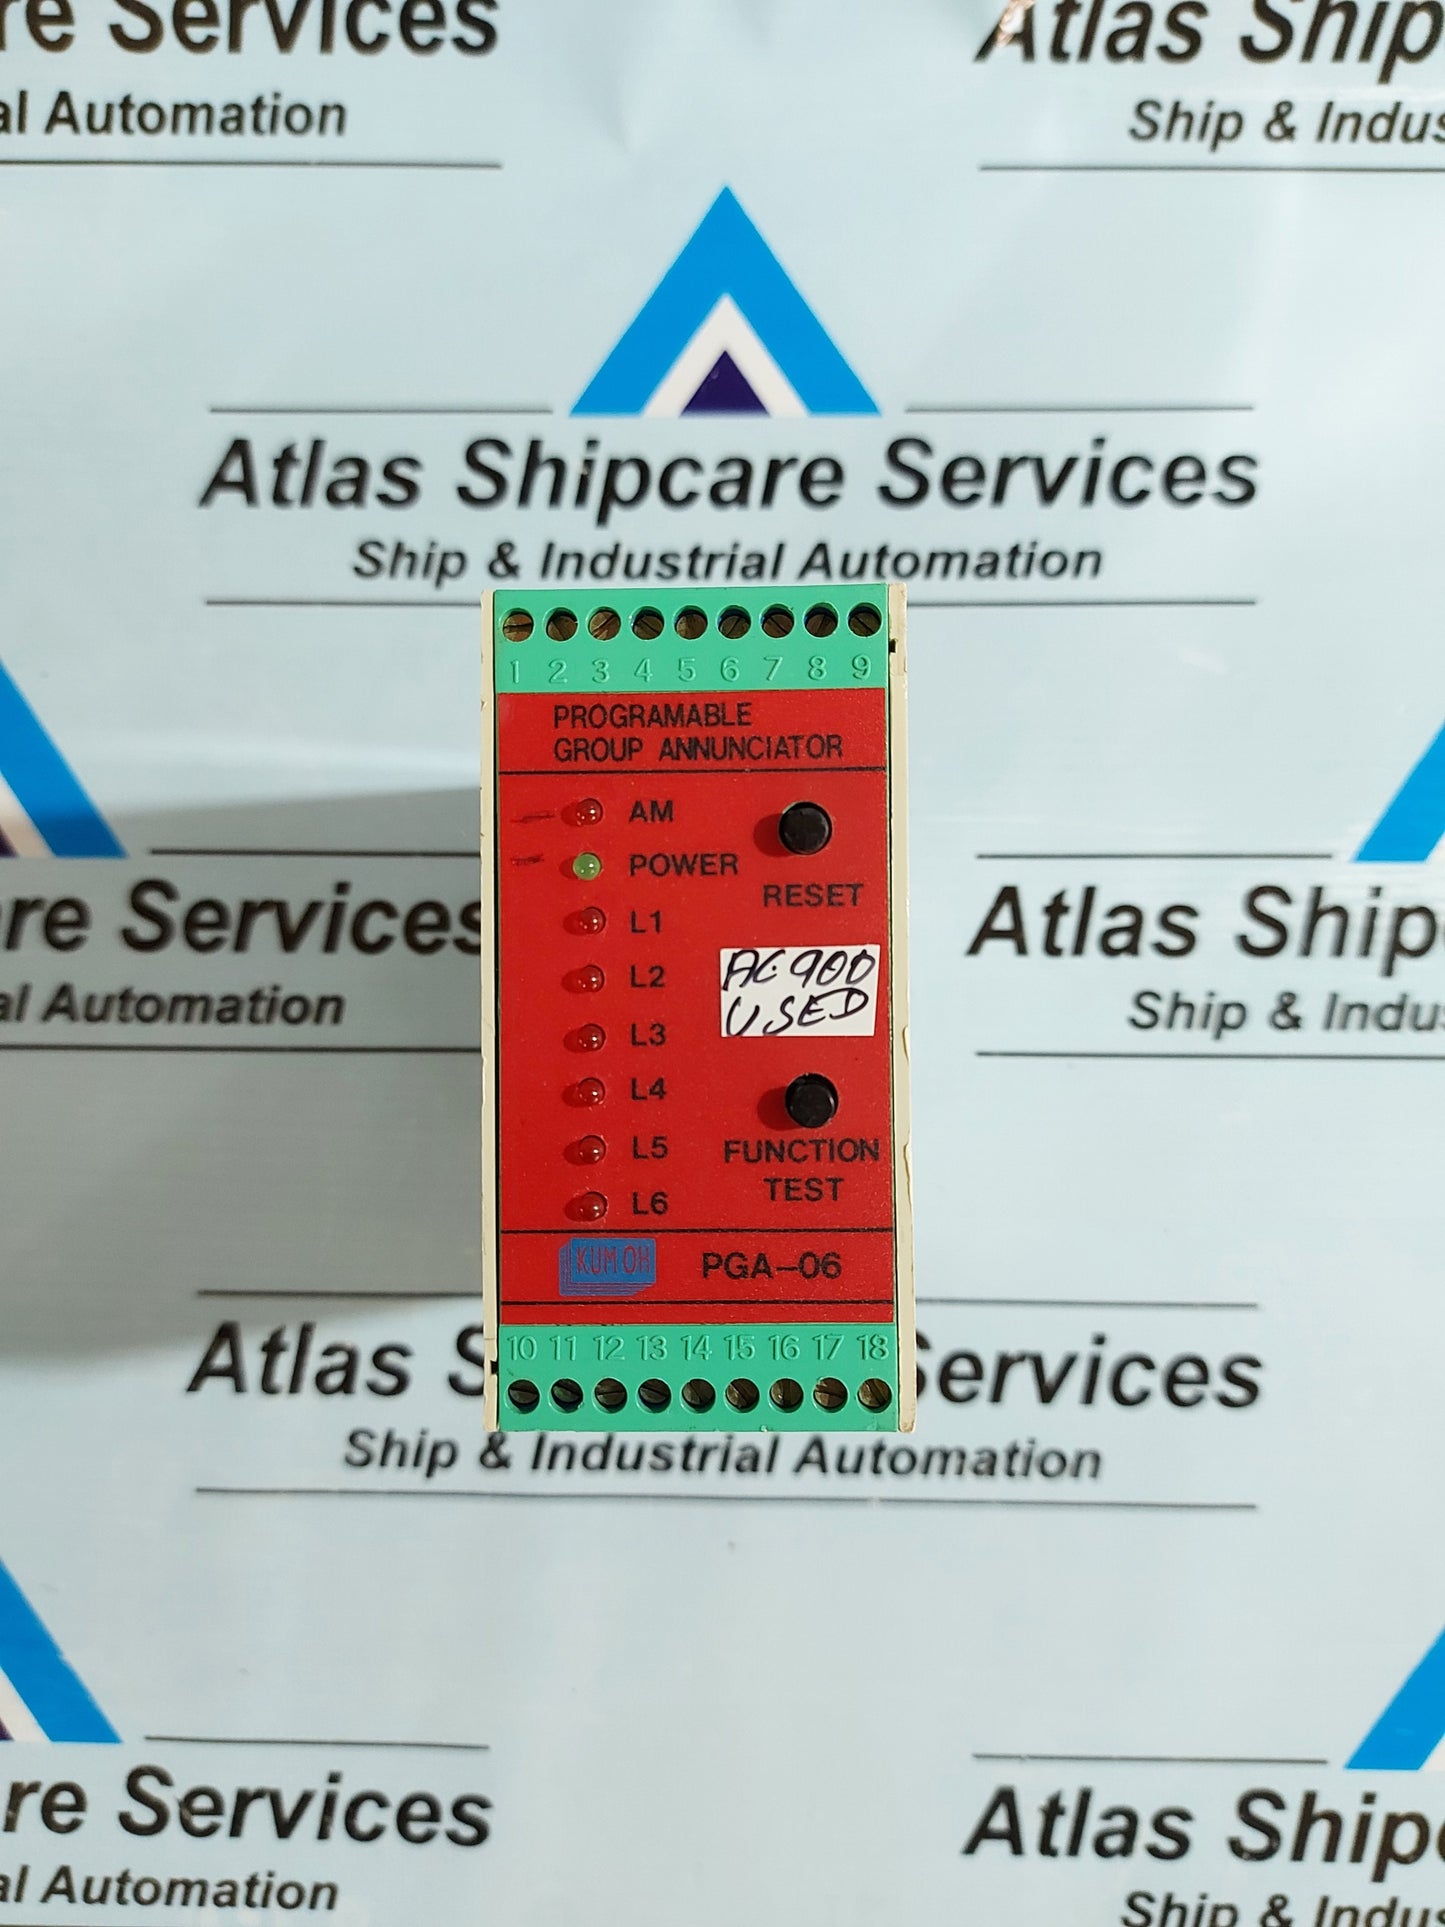 re Services
Atlas Ship
al Automation
Ship & Indus
Atlas Shipcare Services
Ship & Industrial Automation
1 2 3 4 5 6 7 8 9
PROGRAMABLE
GROUP ANNUNCIATOR
AM
POWER
RESET
L1
AC 900
USED
L2
L3
L4
L5
L6
FUNCTION
TEST
KUM OH
PGA-06
10 11 12 13 14 15 16 17 18
re Services
al Automation
Atlas Ship
Ship & Indu
Atlas S
ervices
Ship & Industrial Automation
re Services
al Automation
Atlas Shipc
Ship & Indus